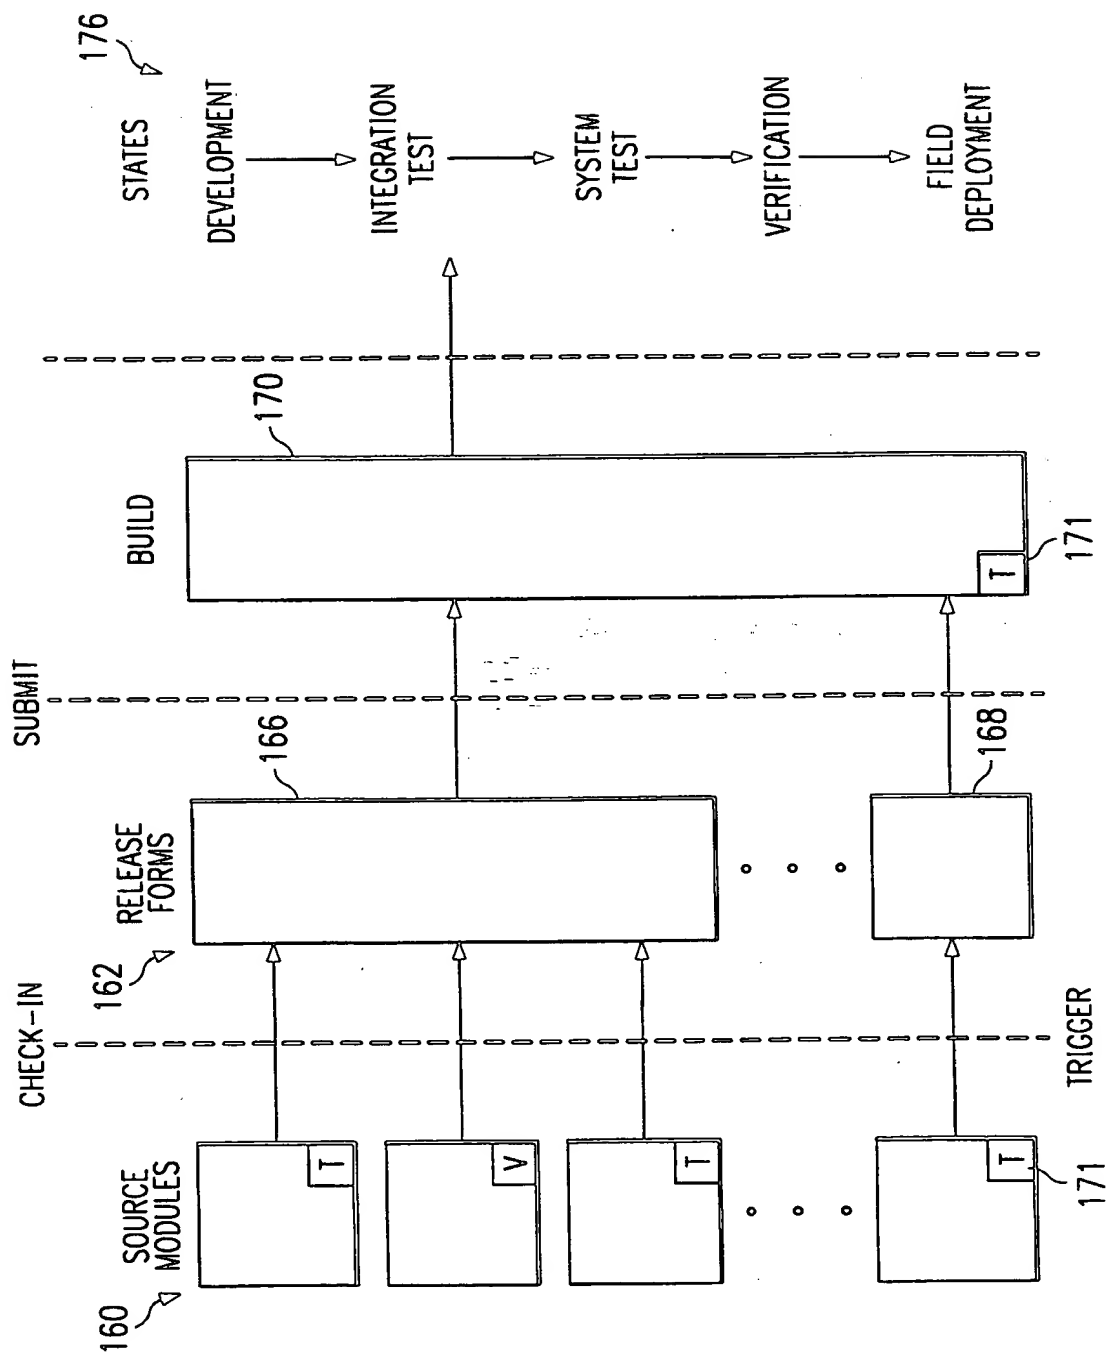 160
SOURCE
MODULES
T
V
T
T
171
CHECK-IN
TRIGGER
162
RELEASE
FORMS
166
168
SUBMIT
BUILD
170
T
171
STATES
176
DEVELOPMENT
INTEGRATION
TEST
SYSTEM
TEST
VERIFICATION
FIELD
DEPLOYMENT